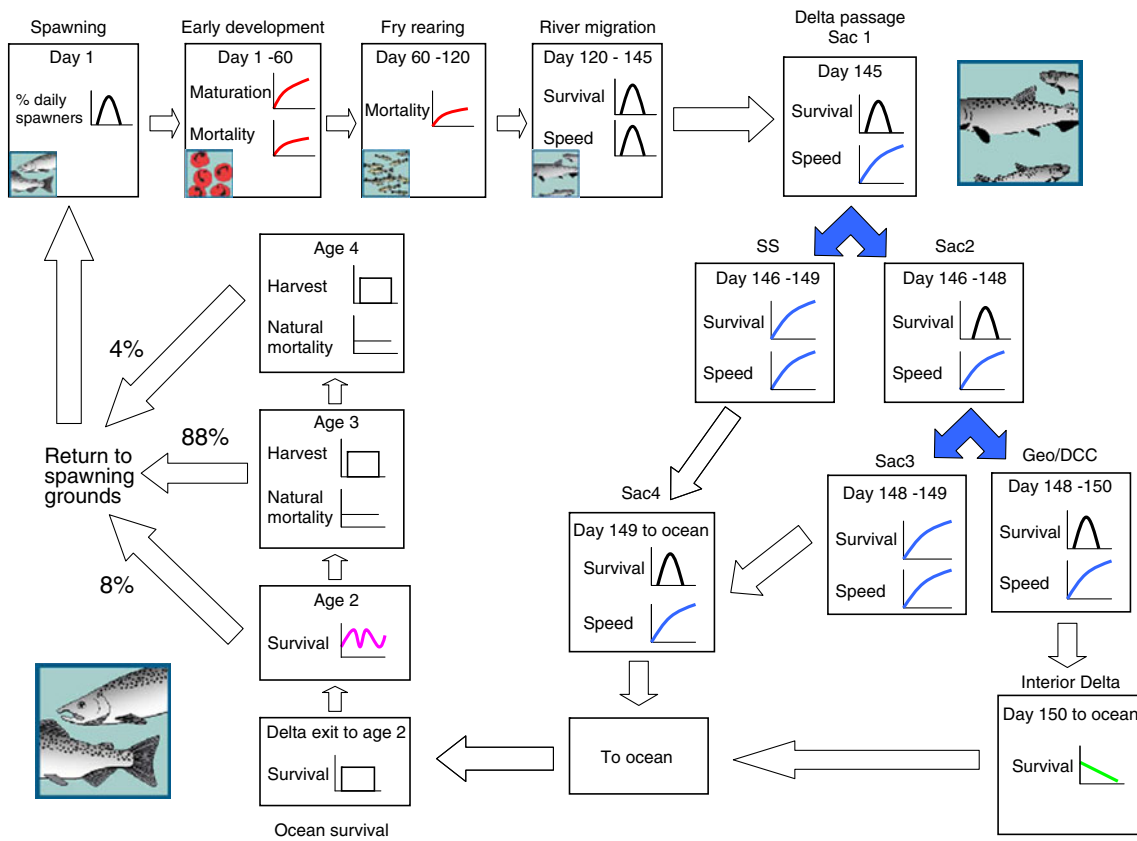 Spawning
Day 1
% daily
spawners
Early development
Day 1 -60
Maturation
Mortality
Fry rearing
Day 60 -120
Mortality
River migration
Day 120 - 145
Survival
Speed
Delta passage
Sac 1
Day 145
Survival
Speed
SS
Day 146 -149
Survival
Speed
Sac2
Day 146 -148
Survival
Speed
Sac3
Day 148 -149
Survival
Speed
Geo/DCC
Day 148 -150
Survival
Speed
Sac4
Day 149 to ocean
Survival
Speed
Interior Delta
Day 150 to ocean
Survival
To ocean
Delta exit to age 2
Survival
Ocean survival
Age 2
Survival
Age 3
Harvest
Natural
mortality
Age 4
Harvest
Natural
mortality
4%
88%
8%
Return to
spawning
grounds